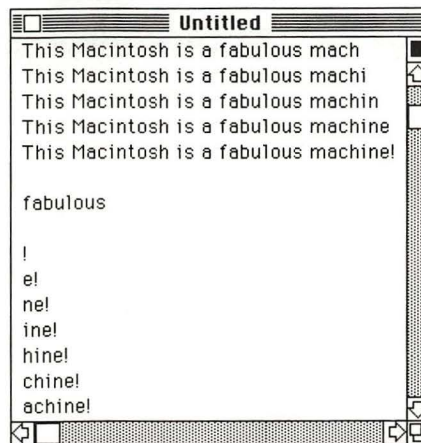 Untitled
This Macintosh is a fabulous mach
This Macintosh is a fabulous machi
This Macintosh is a fabulous machin
This Macintosh is a fabulous machine
This Macintosh is a fabulous machine!
fabulous
!
e!
ne!
ine!
hine!
chine!
achine!